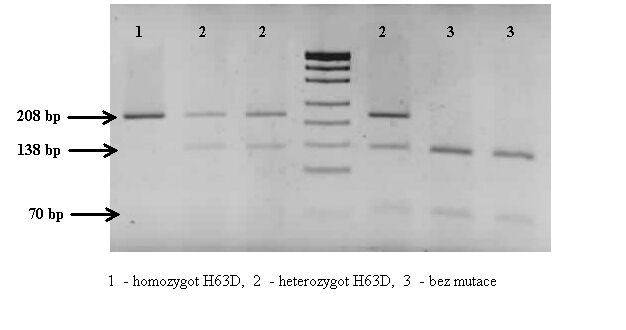 1 2 2 2 3 3
208 bp
138 bp
70 bp
1 - homozygot H63D, 2 - heterozygot H63D, 3 - bez mutace